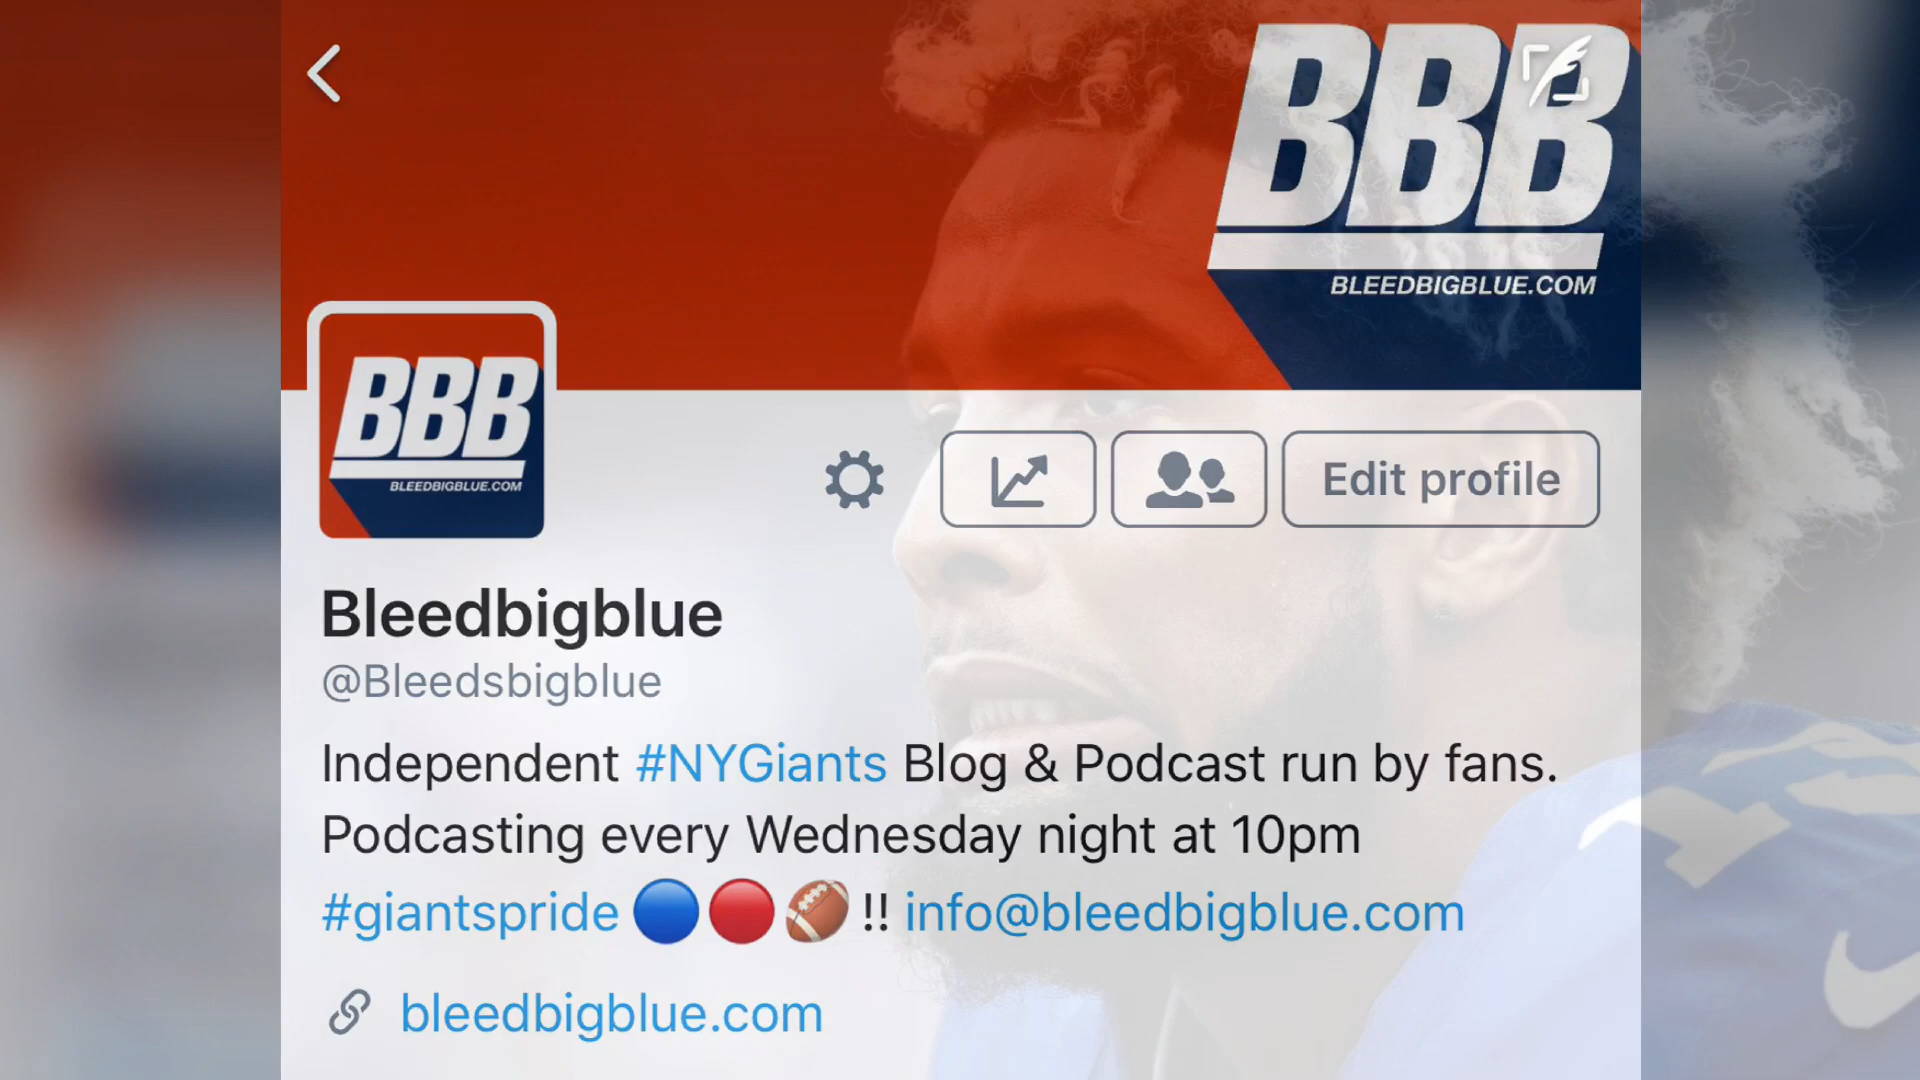 BBB
BLEEDBIGBLUE.COM
BBB
BLEEDBIGBLUE.COM
Edit profile
Bleedbigblue
@Bleedsbigblue
Independent #NYGiants Blog & Podcast run by fans.
Podcasting every Wednesday night at 10pm
#giantspride 🔵🔴🏈 !! info@bleedbigblue.com
bleedbigblue.com